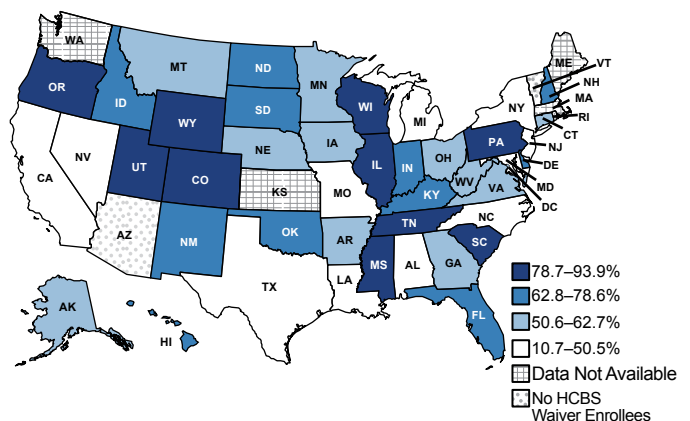 WA
ME
VT
NH
MA
RI
CT
NJ
DE
MD
DC
MT
ND
MN
OR
ID
SD
WI
NY
WY
MI
NE
IA
PA
NV
UT
CO
IL
IN
OH
WV
VA
CA
KS
MO
KY
NC
TN
AZ
NM
OK
AR
SC
MS
AL
GA
TX
LA
FL
AK
HI
78.7–93.9%
62.8–78.6%
50.6–62.7%
10.7–50.5%
Data Not Available
No HCBS
Waiver Enrollees